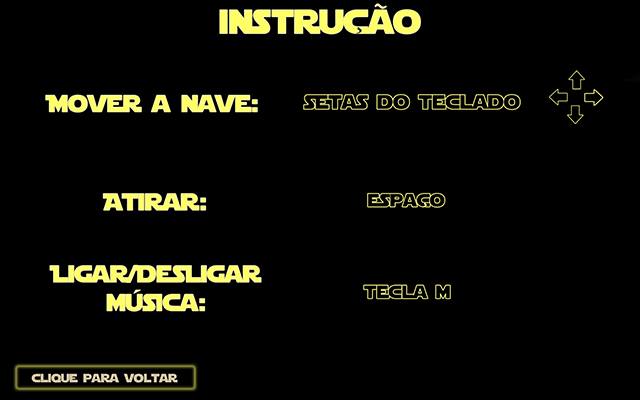 INSTRUÇÃO
MOVER A NAVE: SETAS DO TECLADO
ATIRAR: ESPAÇO
LIGAR/DESLIGAR
MÚSICA: TECLA M
CLIQUE PARA VOLTAR